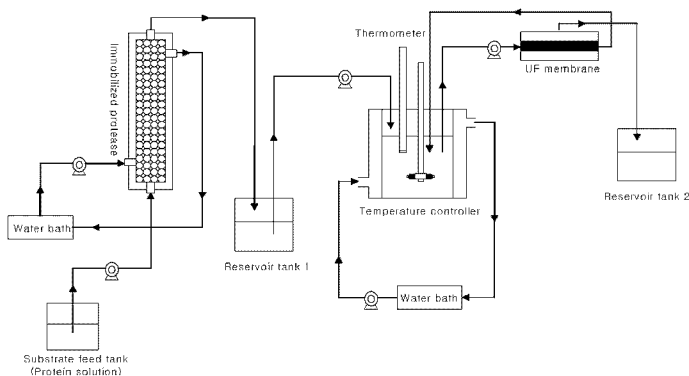 Immobilized protease
Thermometer
UF membrane
Water bath
Reservoir tank 1
Temperature controller
Reservoir tank 2
Water bath
Substrate feed tank
(Protein solution)